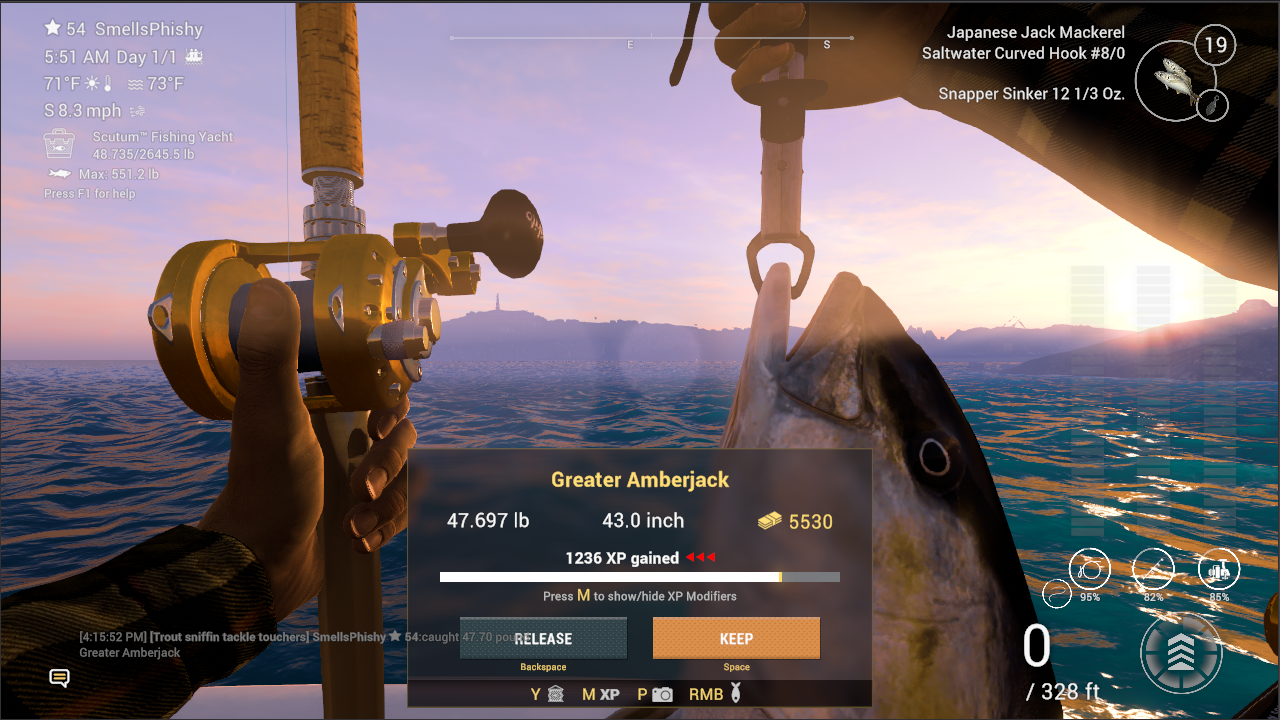 54 SmellsPhishy
5:51 AM Day 1/1
71°F 73°F
S 8.3 mph
Scutum™ Fishing Yacht
48.735/2645.5 lb
Max: 551.2 lb
Press F1 for help
E S
Japanese Jack Mackerel
Saltwater Curved Hook #8/0
19
Snapper Sinker 12 1/3 Oz.
Greater Amberjack
47.697 lb 43.0 inch 5530
1236 XP gained
Press M to show/hide XP Modifiers
RELEASE KEEP
Backspace Space
Y M XP P RMB
[4:15:52 PM] [Trout sniffin tackle touchers] SmellsPhishy 54:caught 47.70
Greater Amberjack
95% 82% 85%
0
/ 328 ft